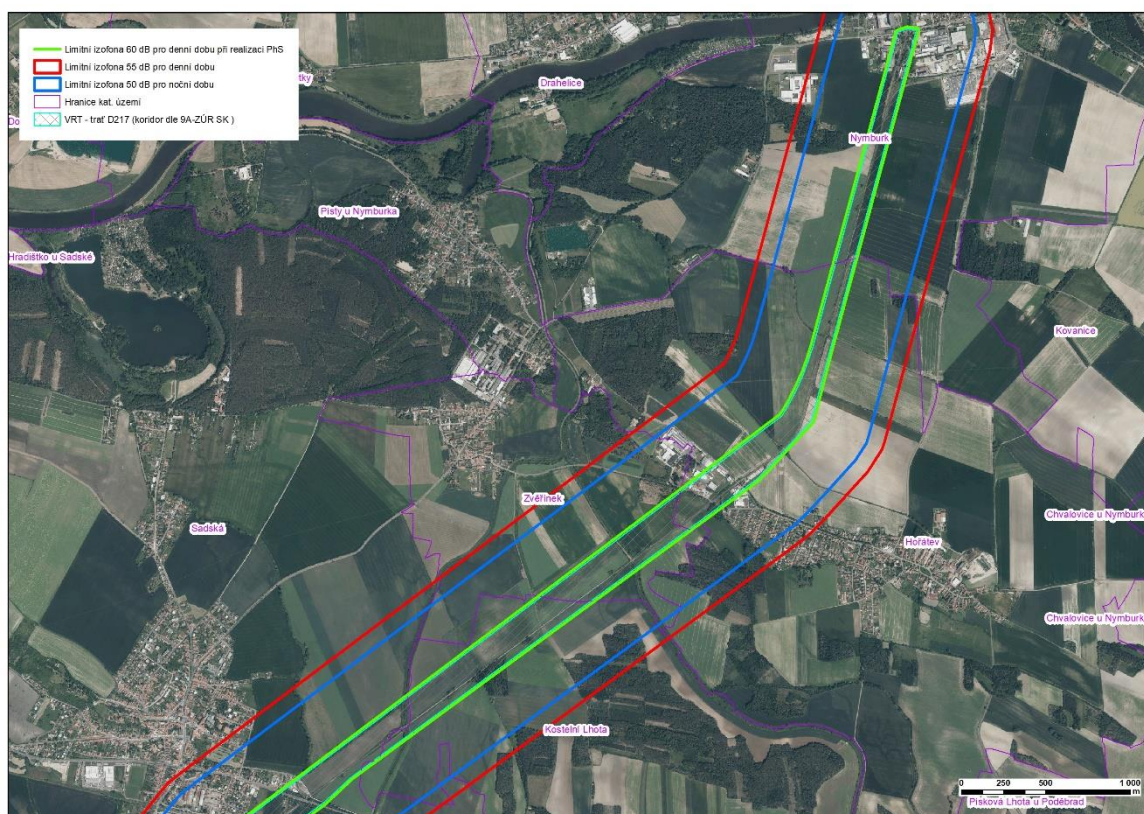 Limitní izofona 60 dB pro denní dobu při realizaci PhS
Limitní izofona 55 dB pro denní dobu
Limitní izofona 50 dB pro noční dobu
Hranice kat. území
VRT - trať D217 (koridor dle 9A-ZÚR SK )
Drahelice
Nymburk
Písty u Nymburka
Hradištko u Sadské
Kovanice
Zvěřínek
Sadská
Chvalovice u Nymburk
Hořátev
Chvalovice u Nymburk
Kostelní Lhota
0 250 500 1 000
m
Písková Lhota u Poděbrad